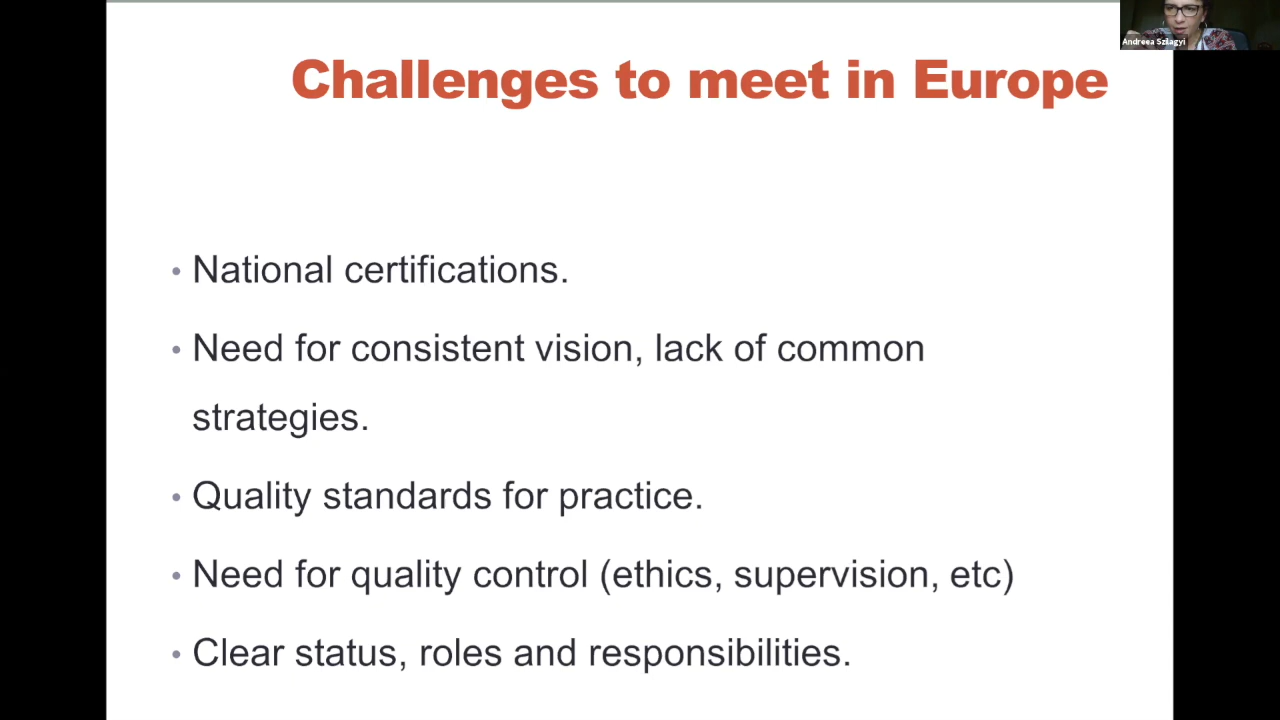 Andreea Szilagyi
Challenges to meet in Europe
• National certifications.
• Need for consistent vision, lack of common
strategies.
• Quality standards for practice.
• Need for quality control (ethics, supervision, etc)
• Clear status, roles and responsibilities.